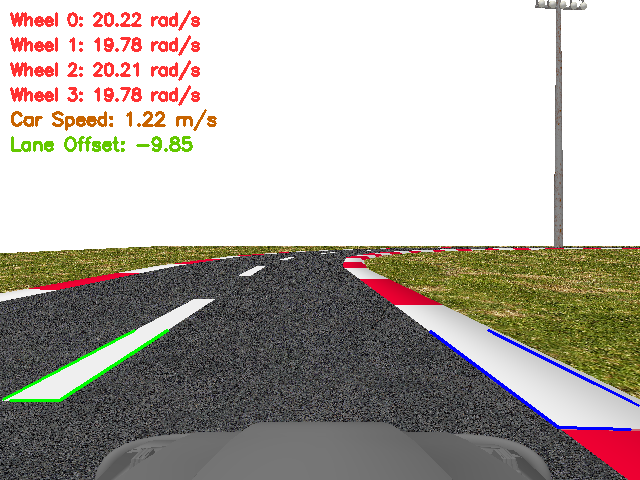 Wheel 0: 20.22 rad/s
Wheel 1: 19.78 rad/s
Wheel 2: 20.21 rad/s
Wheel 3: 19.78 rad/s
Car Speed: 1.22 m/s
Lane Offset: -9.85